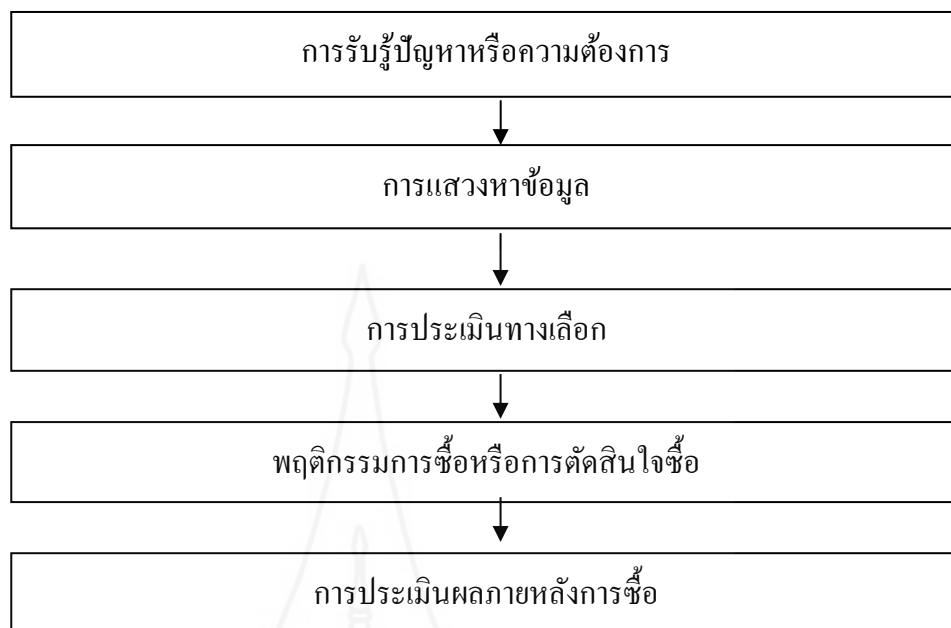 การรับรู้ปัญหาหรือความต้องการ
การแสวงหาข้อมูล
การประเมินทางเลือก
พฤติกรรมการซื้อหรือการตัดสินใจซื้อ
การประเมินผลภายหลังการซื้อ